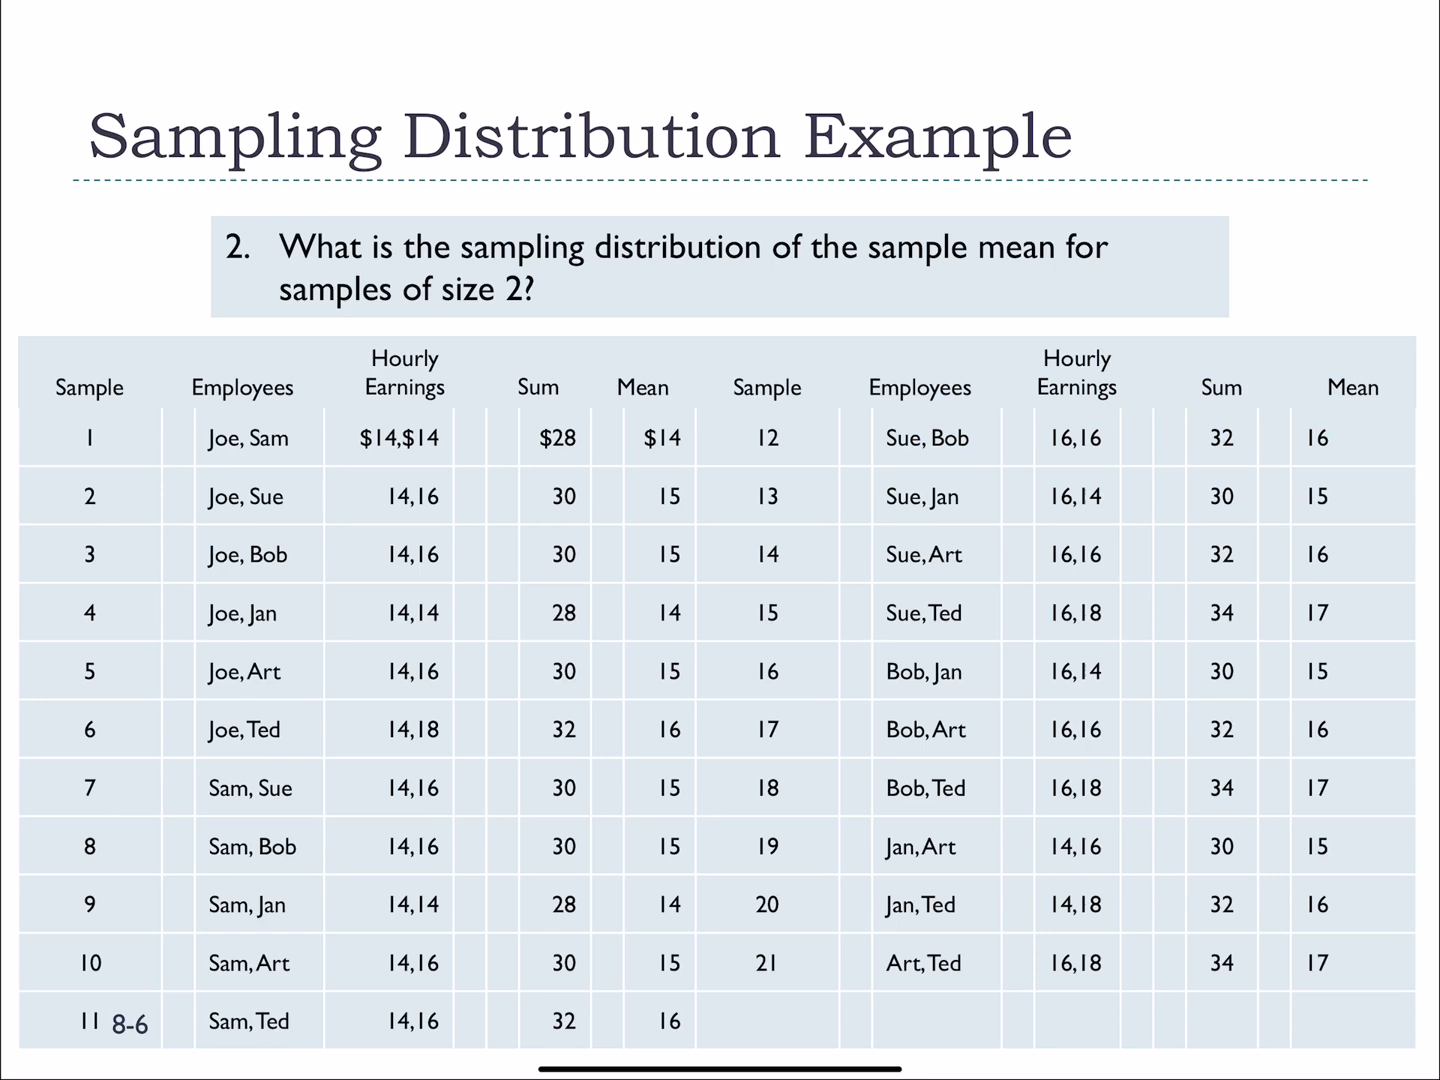 Sampling Distribution Example
2. What is the sampling distribution of the sample mean for
samples of size 2?
Sample Employees Hourly Earnings Sum Mean Sample Employees Hourly Earnings Sum Mean
1 Joe, Sam $14,$14 $28 $14 12 Sue, Bob 16,16 32 16
2 Joe, Sue 14,16 30 15 13 Sue, Jan 16,14 30 15
3 Joe, Bob 14,16 30 15 14 Sue, Art 16,16 32 16
4 Joe, Jan 14,14 28 14 15 Sue, Ted 16,18 34 17
5 Joe, Art 14,16 30 15 16 Bob, Jan 16,14 30 15
6 Joe, Ted 14,18 32 16 17 Bob, Art 16,16 32 16
7 Sam, Sue 14,16 30 15 18 Bob, Ted 16,18 34 17
8 Sam, Bob 14,16 30 15 19 Jan, Art 14,16 30 15
9 Sam, Jan 14,14 28 14 20 Jan, Ted 14,18 32 16
10 Sam, Art 14,16 30 15 21 Art, Ted 16,18 34 17
11 Sam, Ted 14,16 32 16
8-6